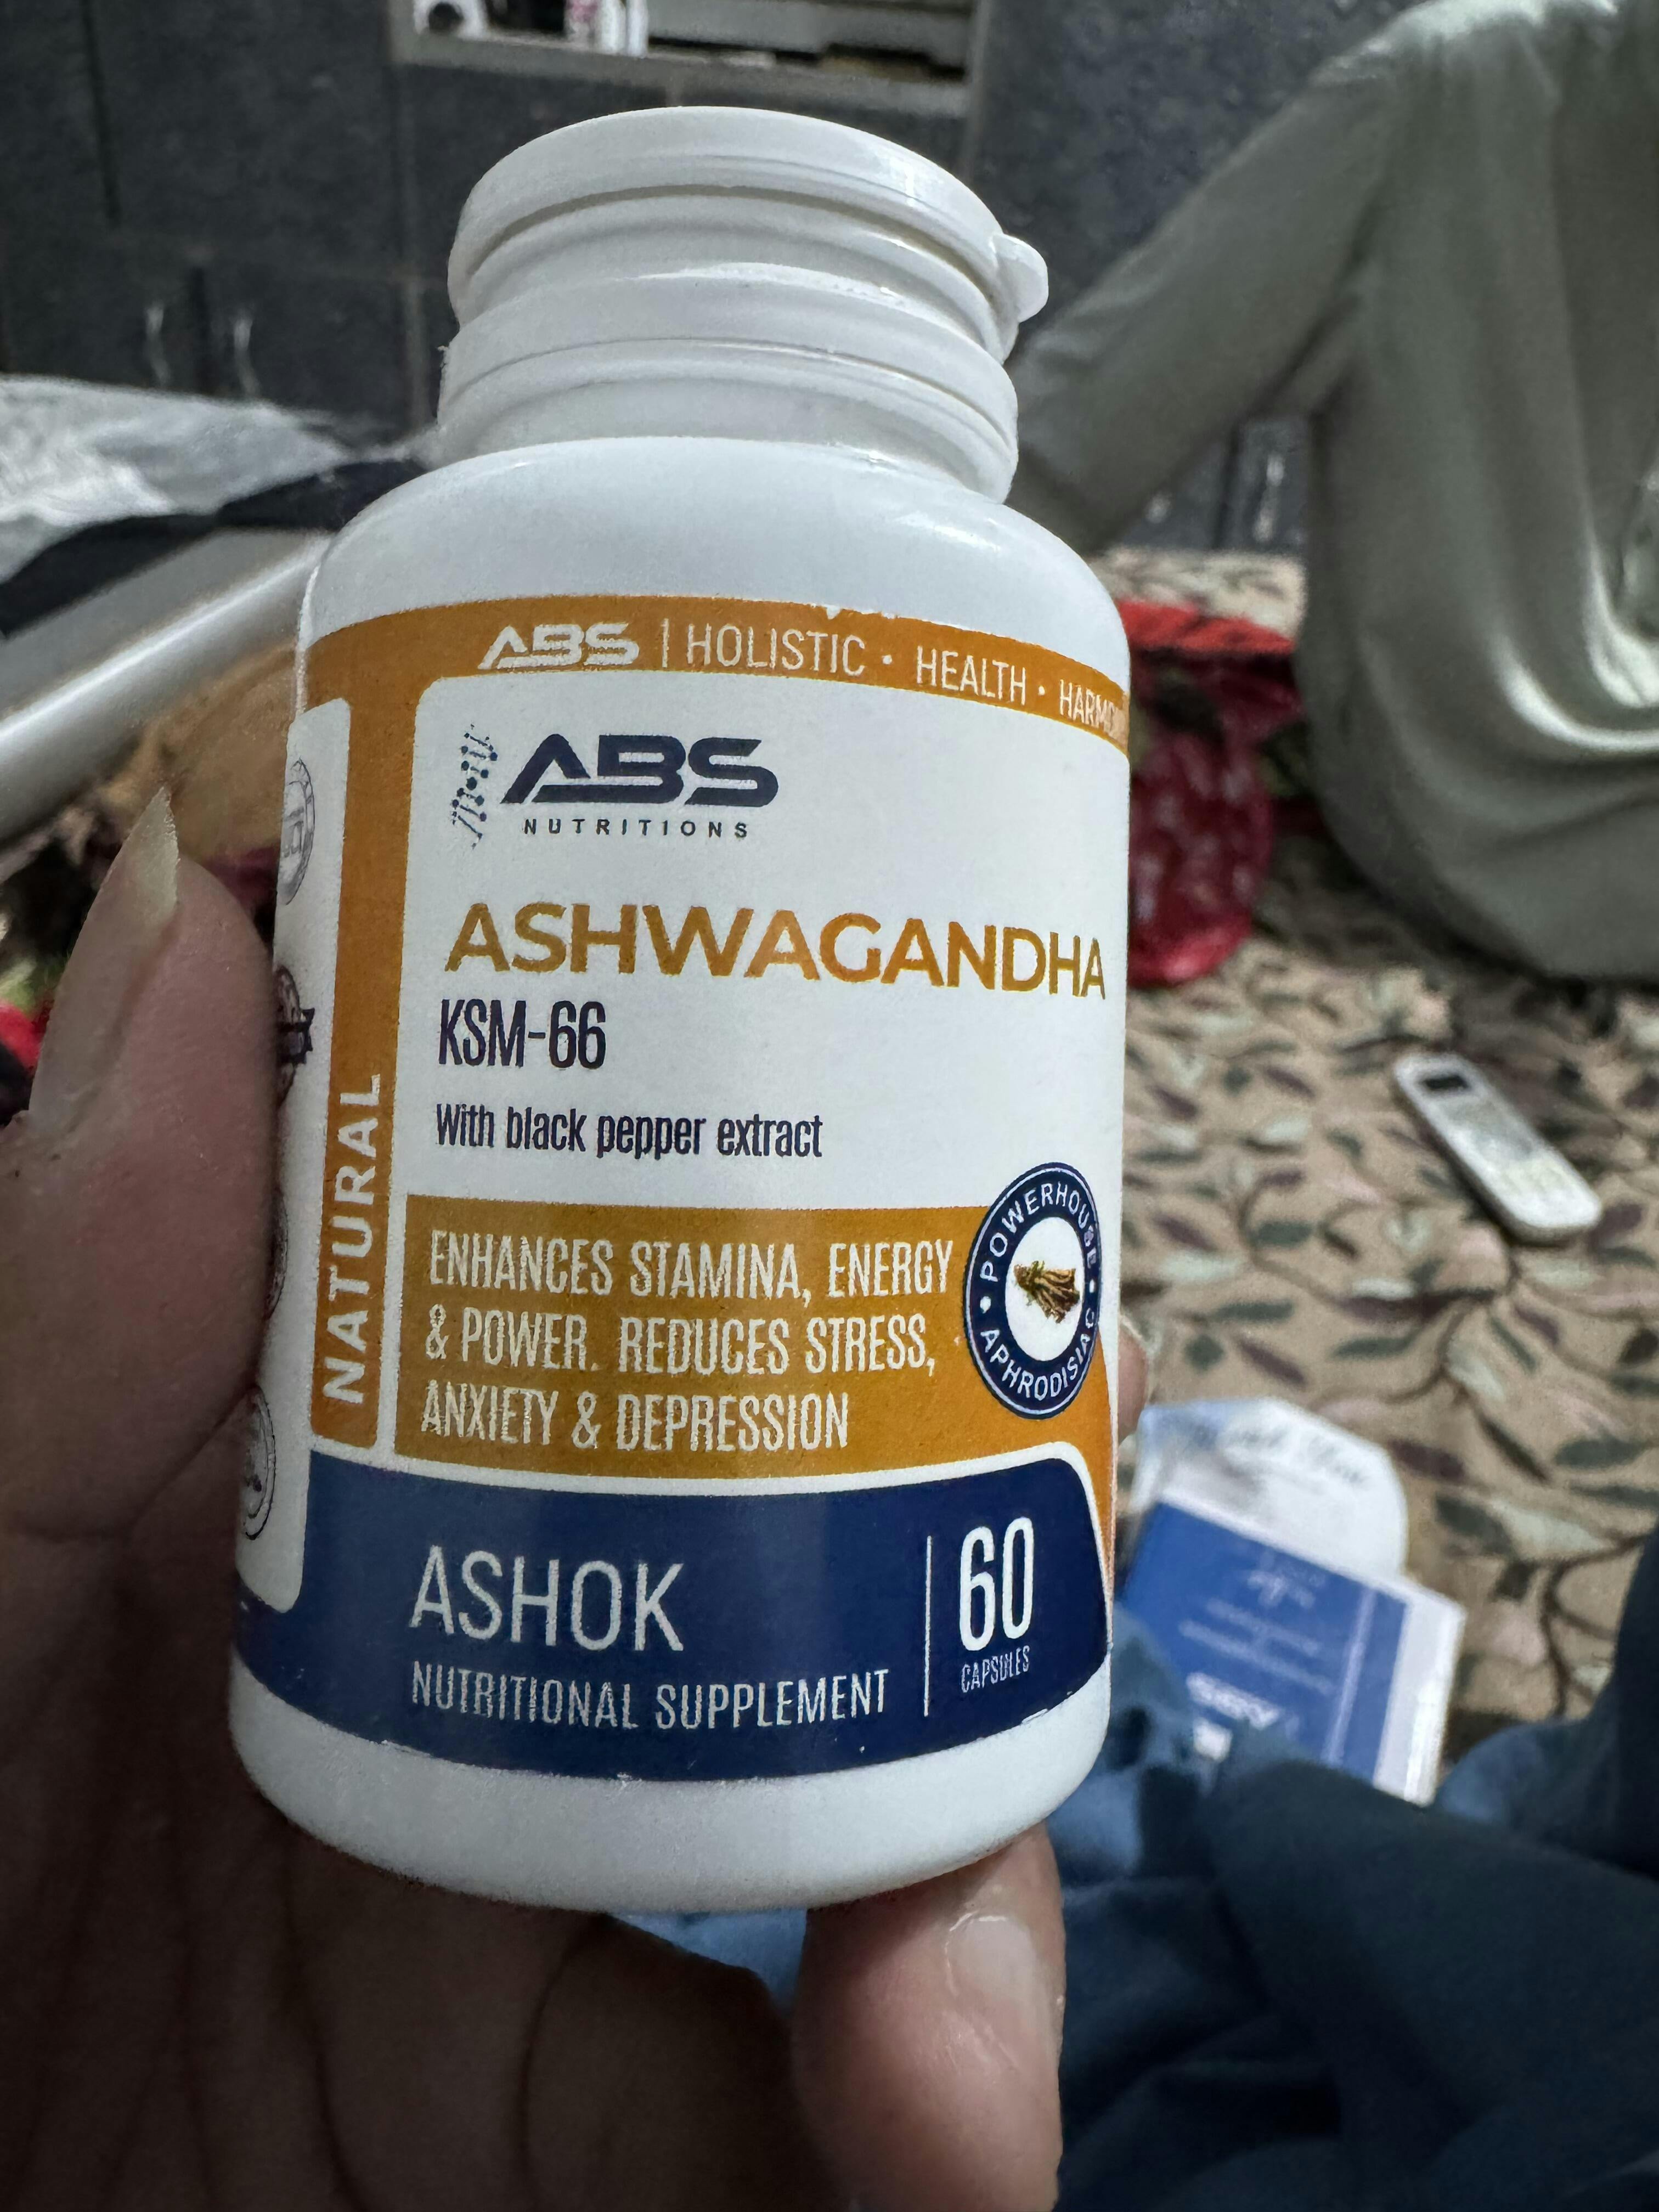 ABS | HOLISTIC · HEALTH ·
ABS
NUTRITIONS
ASHWAGANDHA
KSM-66
With black pepper extract
NATURAL
ENHANCES STAMINA, ENERGY
& POWER. REDUCES STRESS,
ANXIETY & DEPRESSION
POWERHOUSE • APHRODISIAC •
ASHOK
NUTRITIONAL SUPPLEMENT
60
CAPSULES